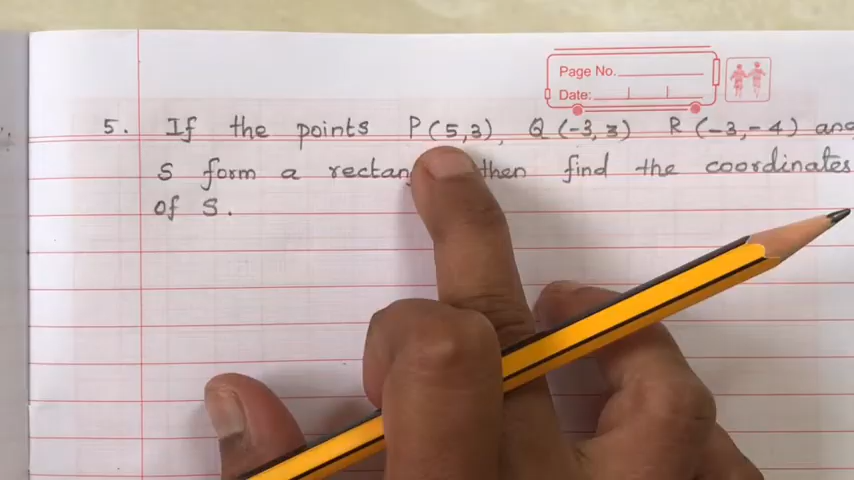 Page No.
Date:
5. If the points P(5,3), Q(-3,3) R(-3,-4) and
S form a rectan then find the coordinates
of S.